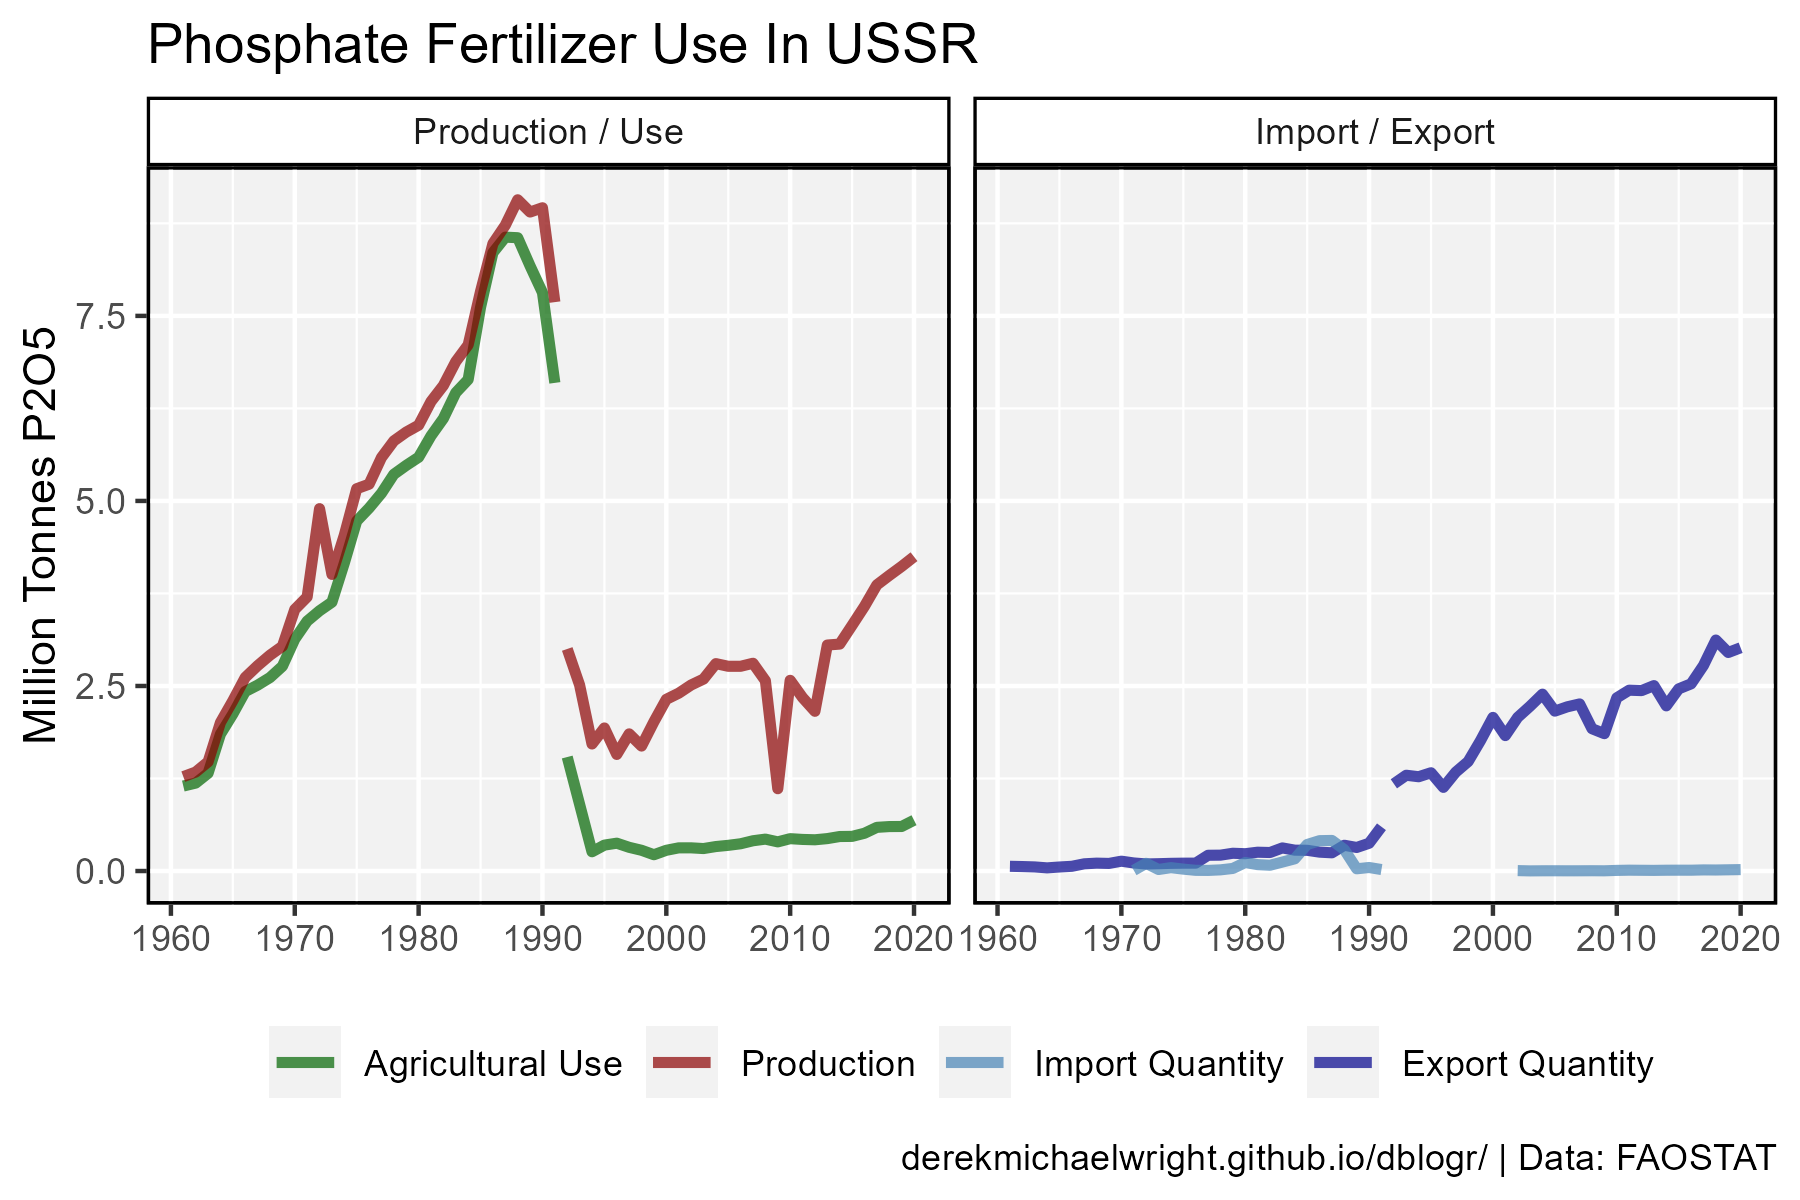 Phosphate Fertilizer Use In USSR
Production / Use
Import / Export
Million Tonnes P2O5
7.5
5.0
2.5
0.0
1960 1970 1980 1990 2000 2010 2020
1960 1970 1980 1990 2000 2010 2020
Agricultural Use Production Import Quantity Export Quantity
derekmichaelwright.github.io/dblogr/ | Data: FAOSTAT